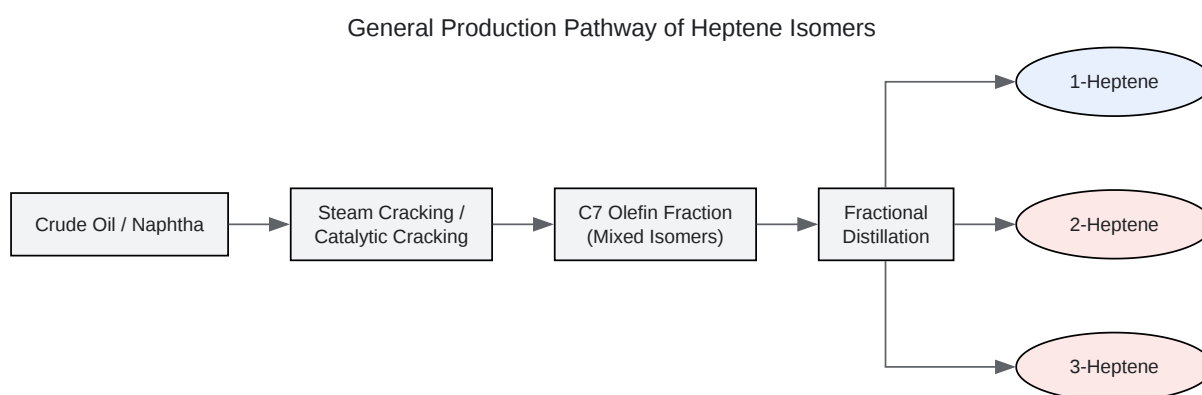 General Production Pathway of Heptene Isomers
1-Heptene
Crude Oil / Naphtha
Steam Cracking /
Catalytic Cracking
C7 Olefin Fraction
(Mixed Isomers)
Fractional
Distillation
2-Heptene
3-Heptene